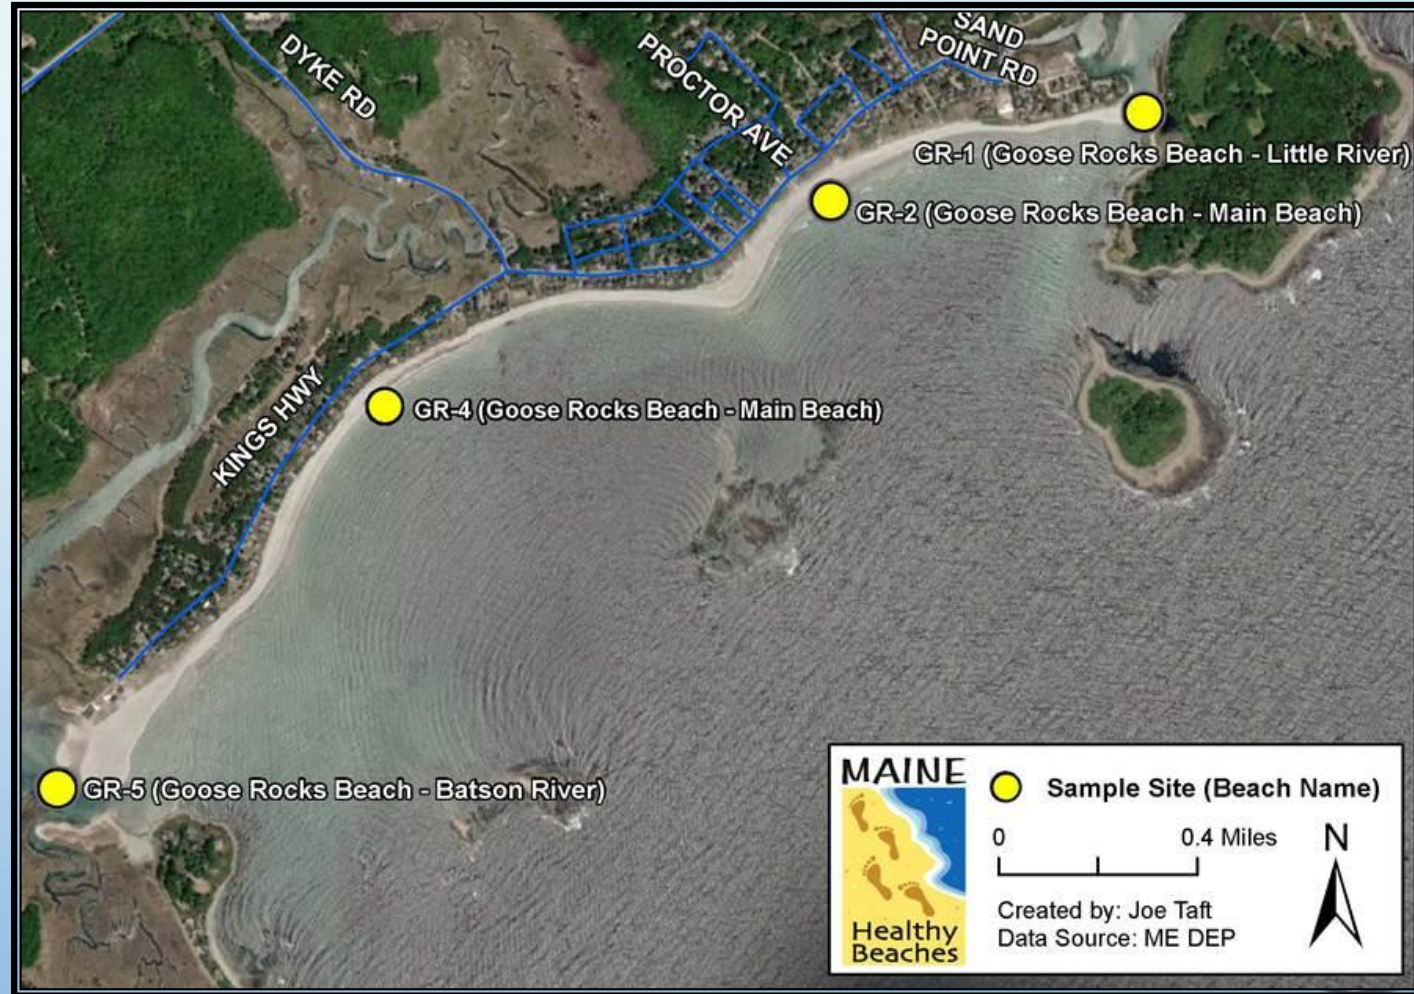 SAND
POINT RD
DYKE RD
PROCTOR AVE
GR-1 (Goose Rocks Beach - Little River)
GR-2 (Goose Rocks Beach - Main Beach)
KINGS HWY
GR-4 (Goose Rocks Beach - Main Beach)
GR-5 (Goose Rocks Beach - Batson River)
MAINE
Healthy
Beaches
Sample Site (Beach Name)
0 0.4 Miles
N
Created by: Joe Taft
Data Source: ME DEP